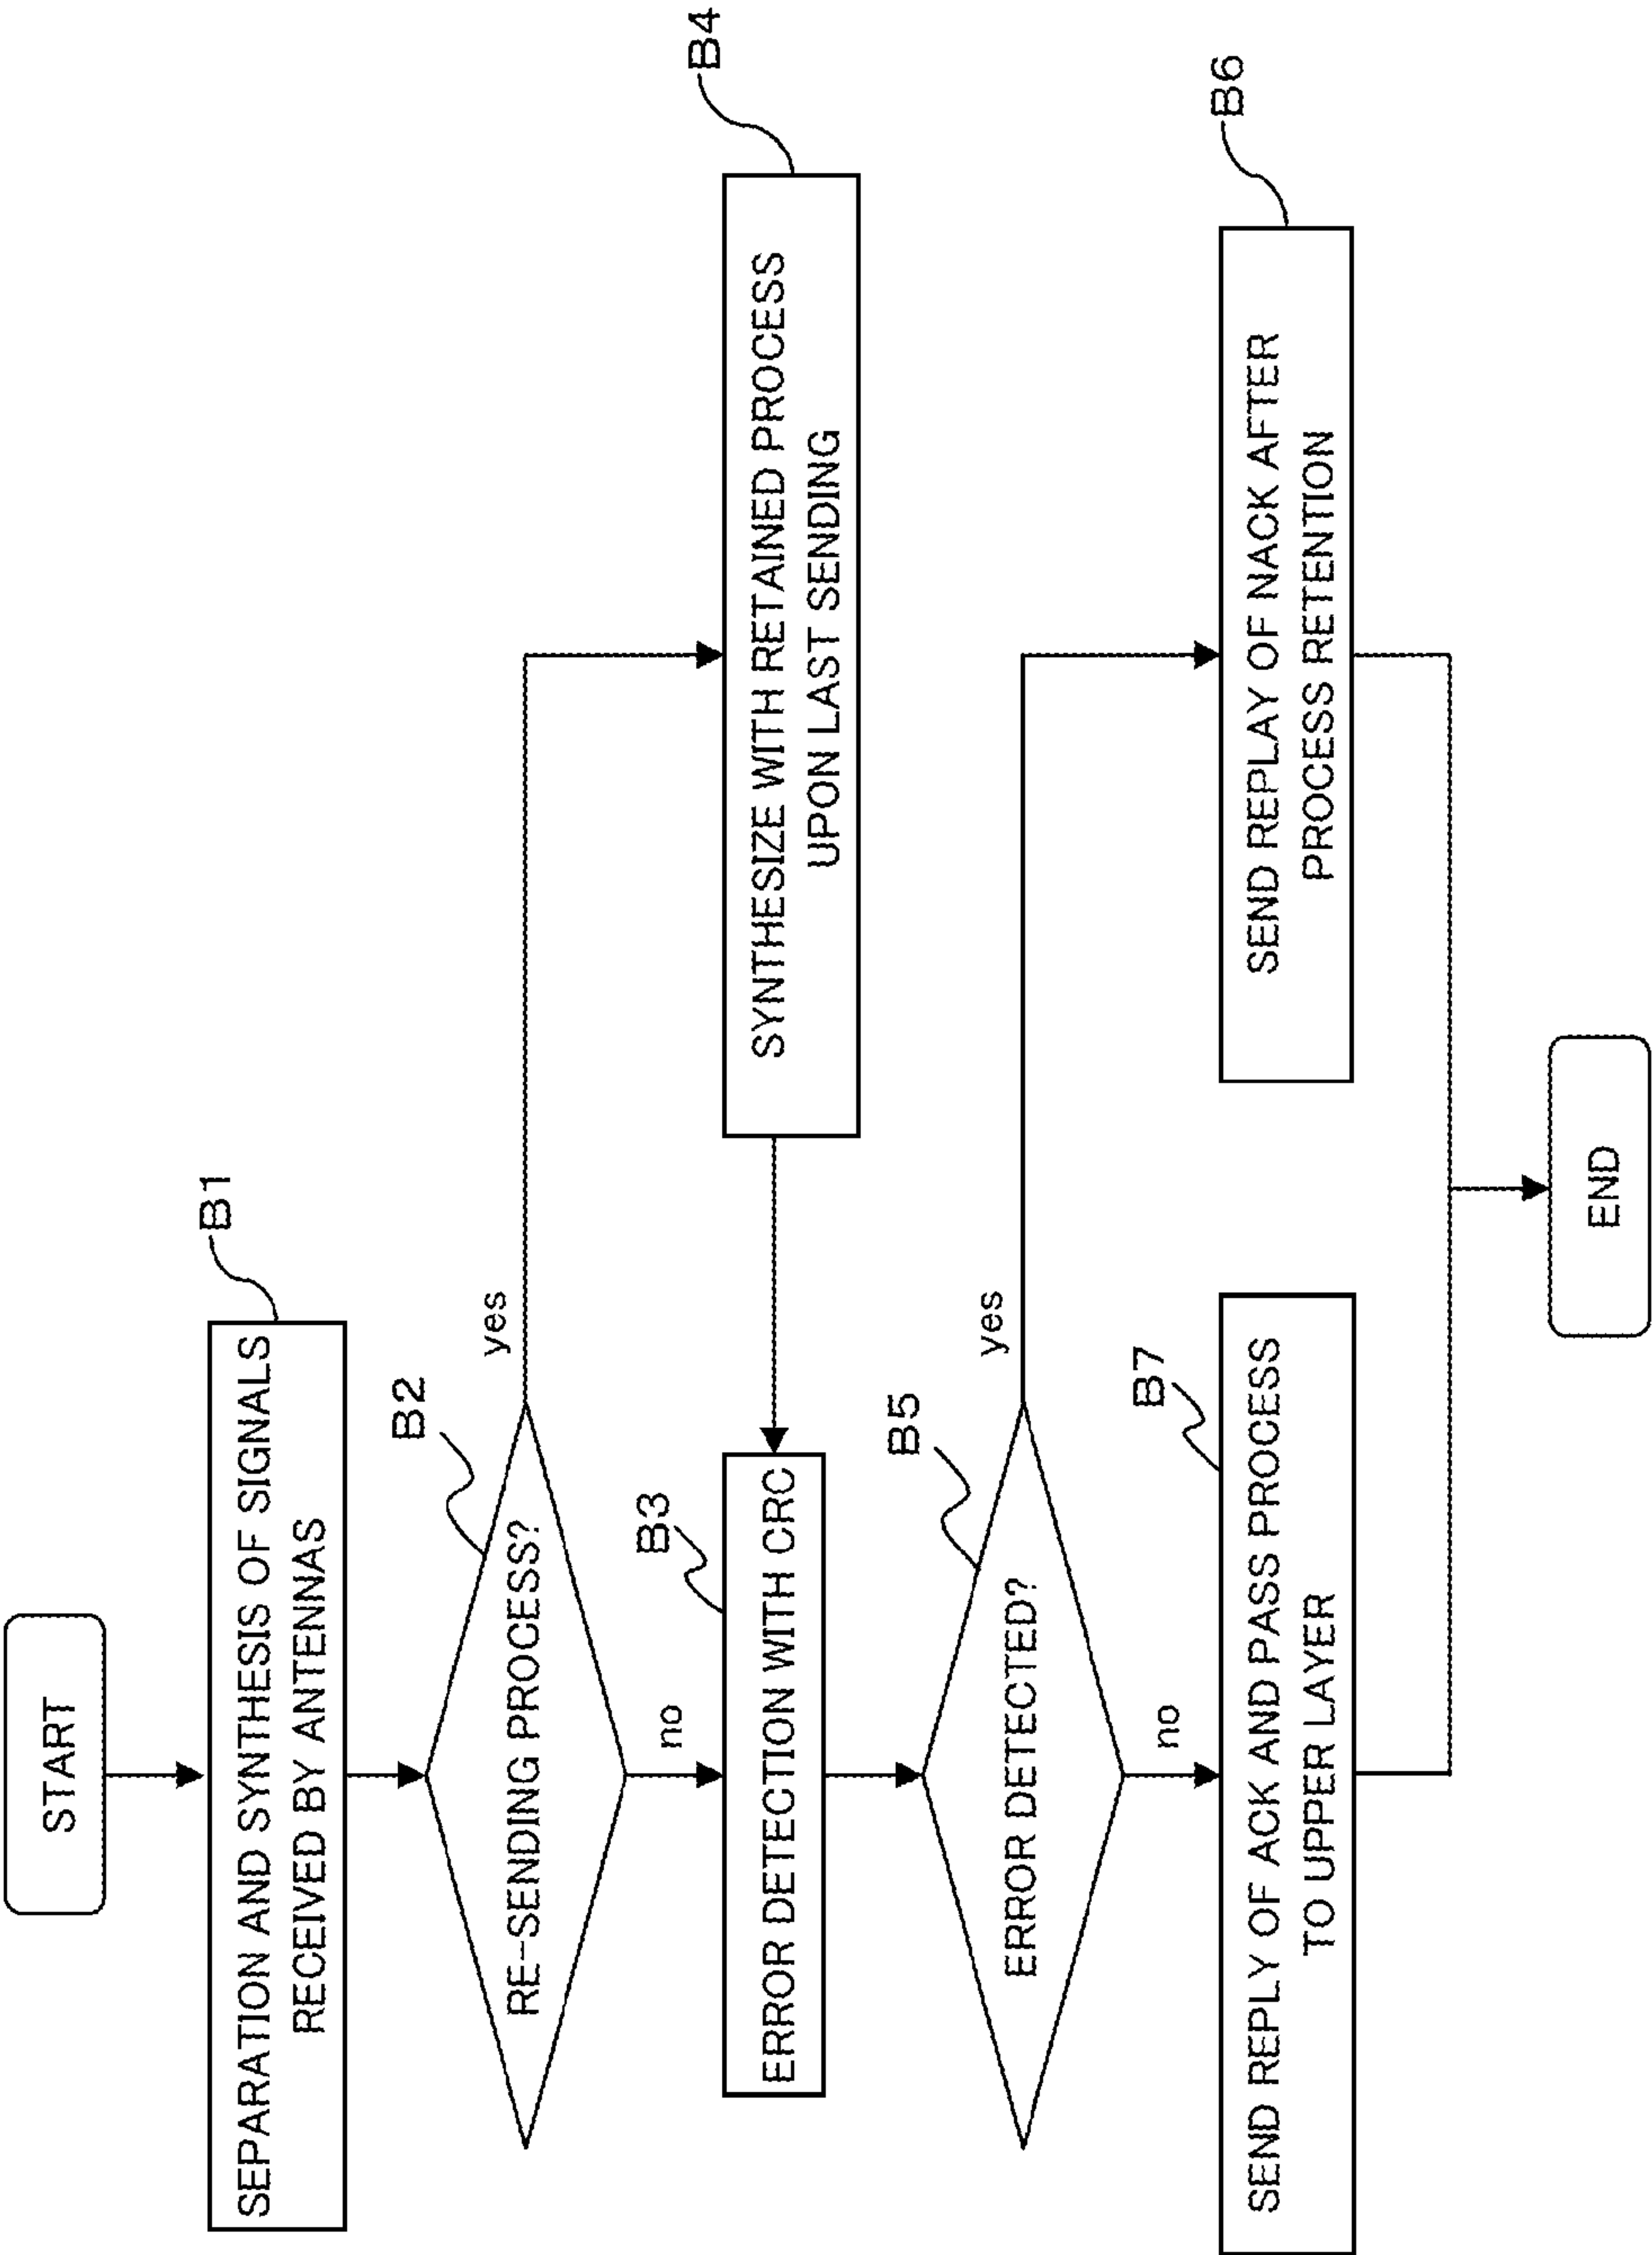 START
B1
SEPARATION AND SYNTHESIS OF SIGNALS
RECEIVED BY ANTENNAS
B2
RE-SENDING PROCESS?
yes
no
B4
SYNTHESIZE WITH RETAINED PROCESS
UPON LAST SENDING
B3
ERROR DETECTION WITH CRC
B5
ERROR DETECTED?
yes
no
B7
SEND REPLY OF ACK AND PASS PROCESS
TO UPPER LAYER
B6
SEND REPLAY OF NACK AFTER
PROCESS RETENTION
END